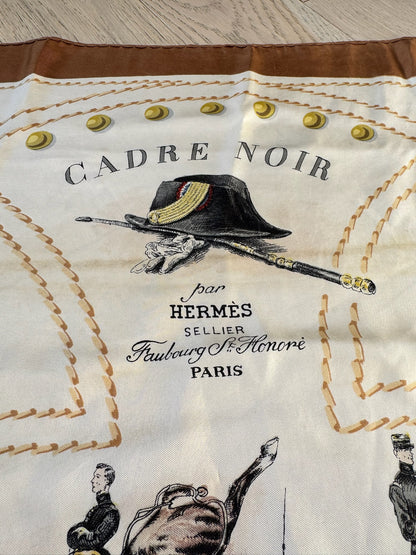 CADRE NOIR
par
HERMÈS
SELLIER
Faubourg St. Honoré
PARIS